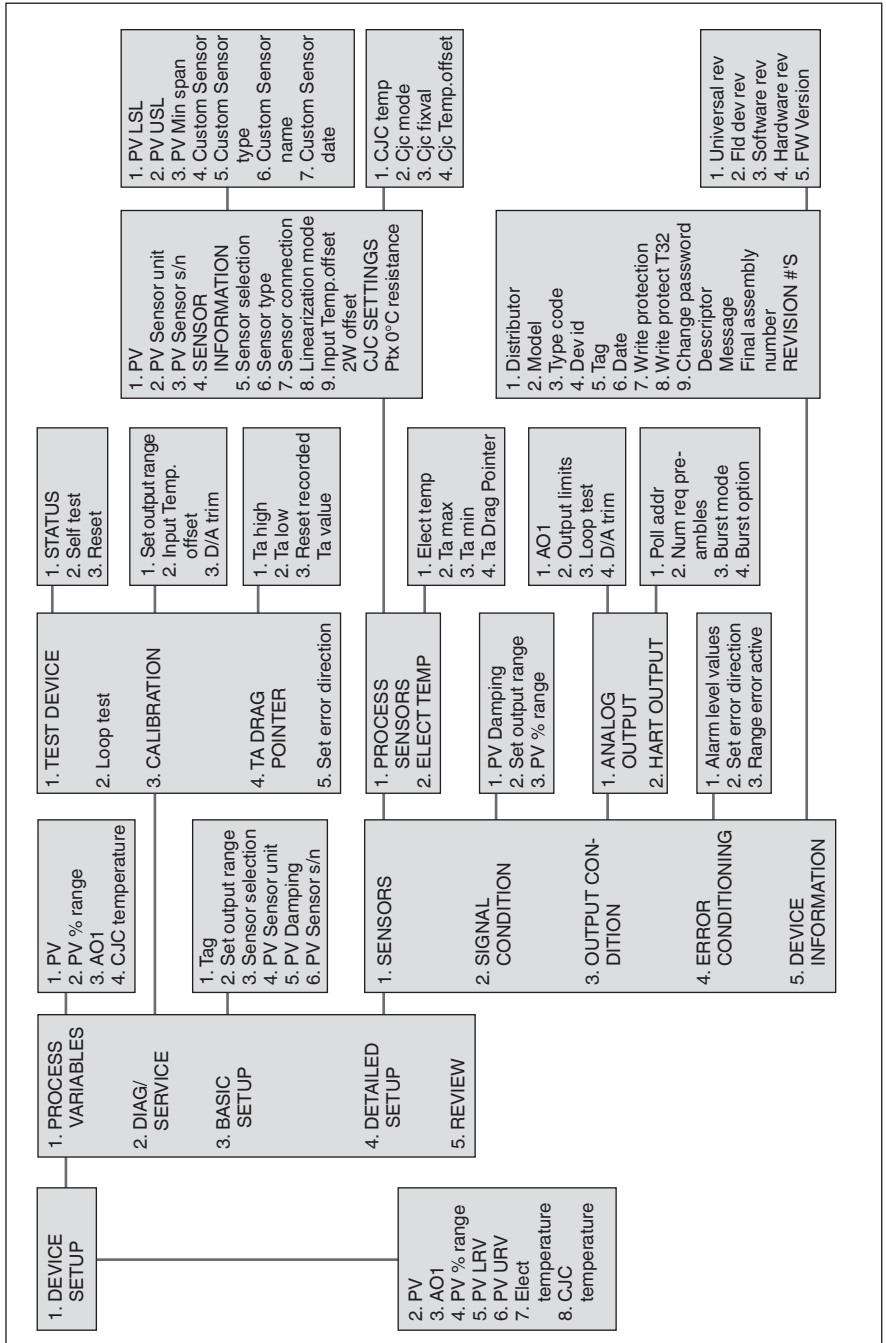 1. DEVICE
SETUP
2. PV
3. AO1
4. PV % range
5. PV LRV
6. PV URV
7. Elect
temperature
8. CJC
temperature
1. PROCESS
VARIABLES
2. DIAG/
SERVICE
3. BASIC
SETUP
4. DETAILED
SETUP
5. REVIEW
1. PV
2. PV % range
3. AO1
4. CJC temperature
1. Tag
2. Set output range
3. Sensor selection
4. PV Sensor unit
5. PV Damping
6. PV Sensor s/n
1. TEST DEVICE
2. Loop test
3. CALIBRATION
4. TA DRAG
POINTER
5. Set error direction
1. STATUS
2. Self test
3. Reset
1. Set output range
2. Input Temp.
offset
3. D/A trim
1. Ta high
2. Ta low
3. Reset recorded
Ta value
1. SENSORS
2. SIGNAL
CONDITION
3. OUTPUT CON-
DITION
4. ERROR
CONDITIONING
5. DEVICE
INFORMATION
1. PROCESS
SENSORS
2. ELECT TEMP
1. Elect temp
2. Ta max
3. Ta min
4. Ta Drag Pointer
1. PV Damping
2. Set output range
3. PV % range
1. ANALOG
OUTPUT
2. HART OUTPUT
1. AO1
2. Output limits
3. Loop test
4. D/A trim
1. Poll addr
2. Num req pre-
ambles
3. Burst mode
4. Burst option
1. Alarm level values
2. Set error direction
3. Range error active
1. PV
2. PV Sensor unit
3. PV Sensor s/n
4. SENSOR
INFORMATION
5. Sensor selection
6. Sensor type
7. Sensor connection
8. Linearization mode
9. Input Temp.offset
2W offset
CJC SETTINGS
Ptx 0°C resistance
1. PV LSL
2. PV USL
3. PV Min span
4. Custom Sensor
5. Custom Sensor
type
6. Custom Sensor
name
7. Custom Sensor
date
1. CJC temp
2. Cjc mode
3. Cjc fixval
4. Cjc Temp.offset
1. Distributor
2. Model
3. Type code
4. Dev id
5. Tag
6. Date
7. Write protection
8. Write protect T32
9. Change password
Descriptor
Message
Final assembly
number
REVISION #'S
1. Universal rev
2. Fld dev rev
3. Software rev
4. Hardware rev
5. FW Version